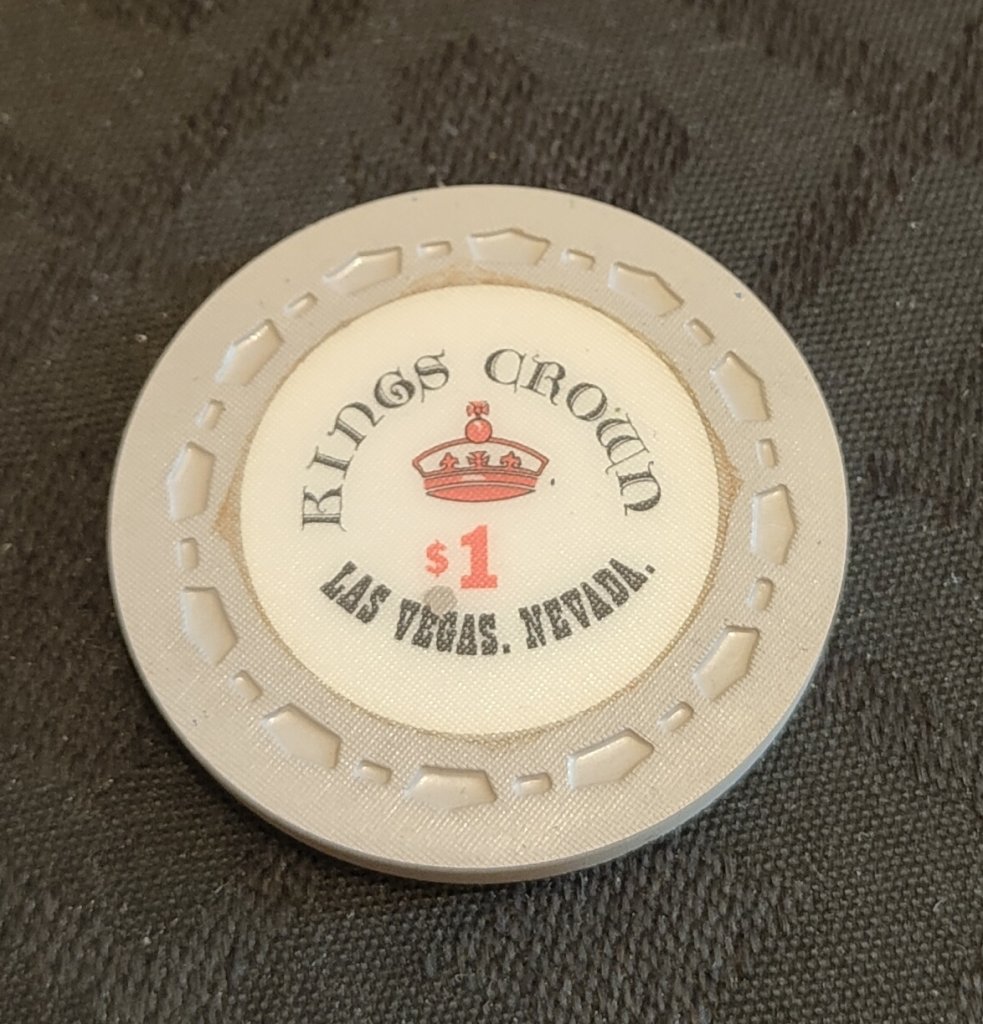 KINGS CROWN
$1
LAS VEGAS, NEVADA.